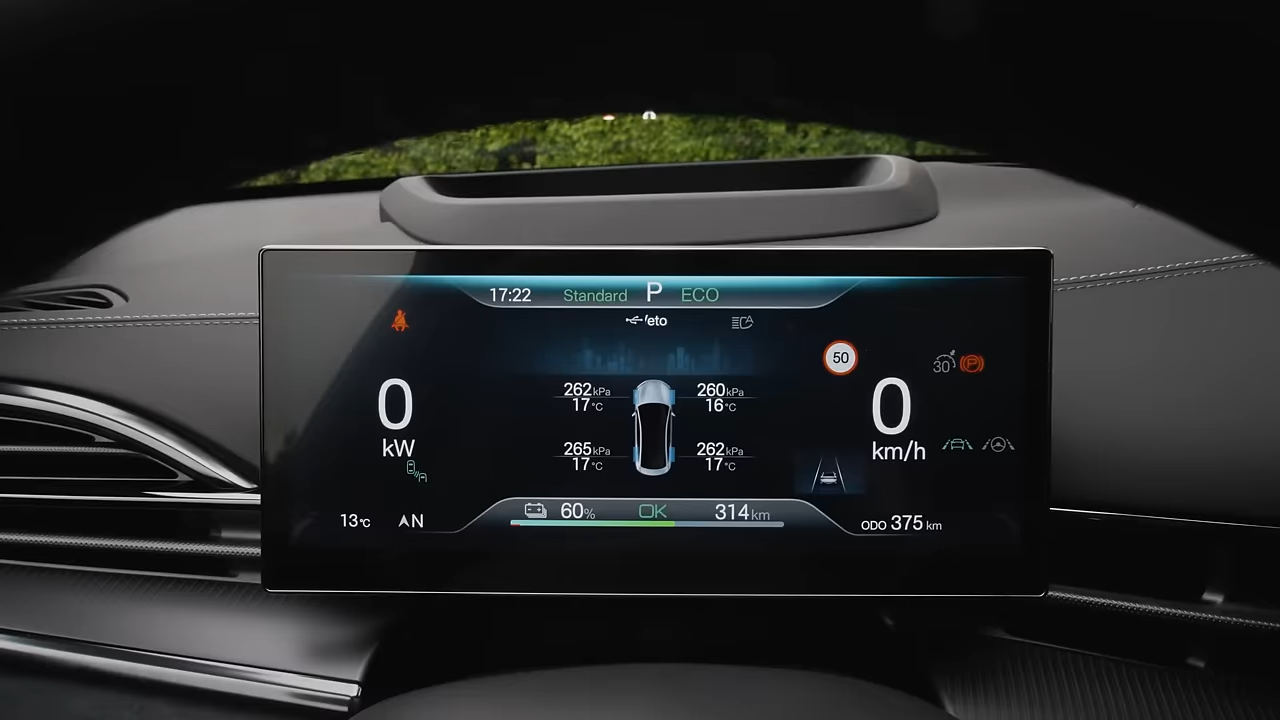 17:22 Standard P ECO
'eto
A
50
30
P
262kPa 260kPa
17°C 16°C
0 0
kW km/h
265kPa 262kPa
17°C 17°C
60% OK 314km
13°C N
ODO 375 km